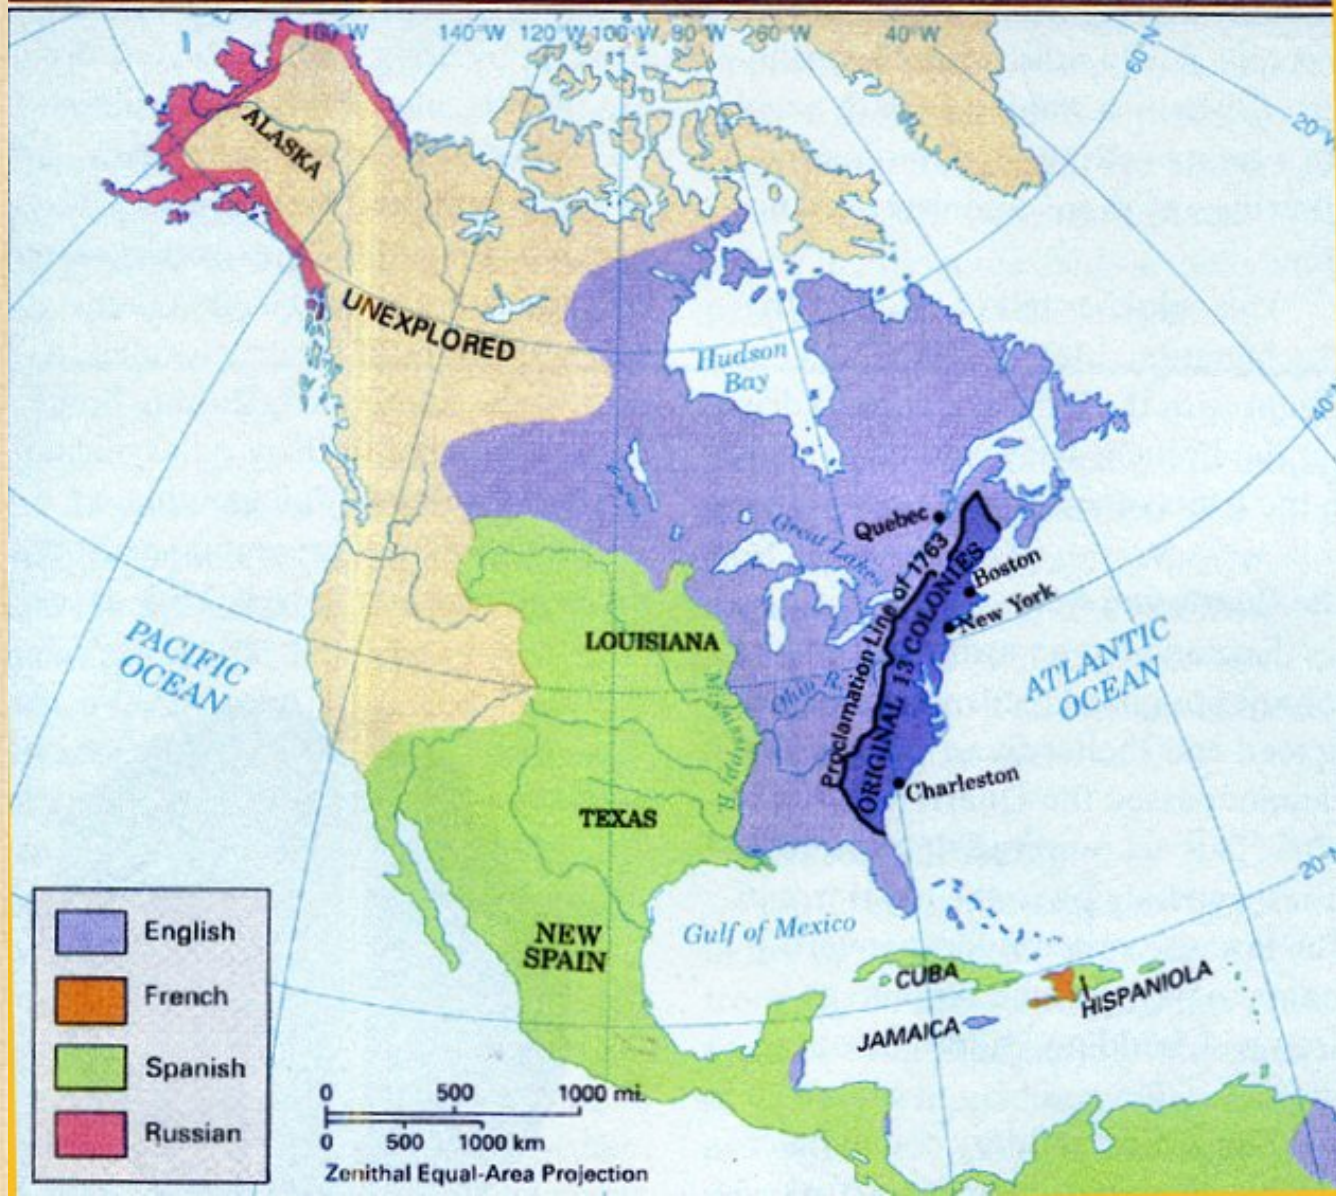 160°W
140°W
120°W
100°W
80°W
260°W
40°W
60°N
20°W
ALASKA
UNEXPLORED
Hudson
Bay
40°
Quebec
Great Lakes
Proclamation Line of 1763
ORIGINAL 13 COLONIES
Boston
New York
LOUISIANA
PACIFIC
OCEAN
ATLANTIC
OCEAN
Mississippi R.
Ohio R.
Charleston
TEXAS
20°N
Gulf of Mexico
NEW
SPAIN
CUBA
HISPANIOLA
JAMAICA
English
French
Spanish
Russian
0 500 1000 mi.
0 500 1000 km
Zenithal Equal-Area Projection